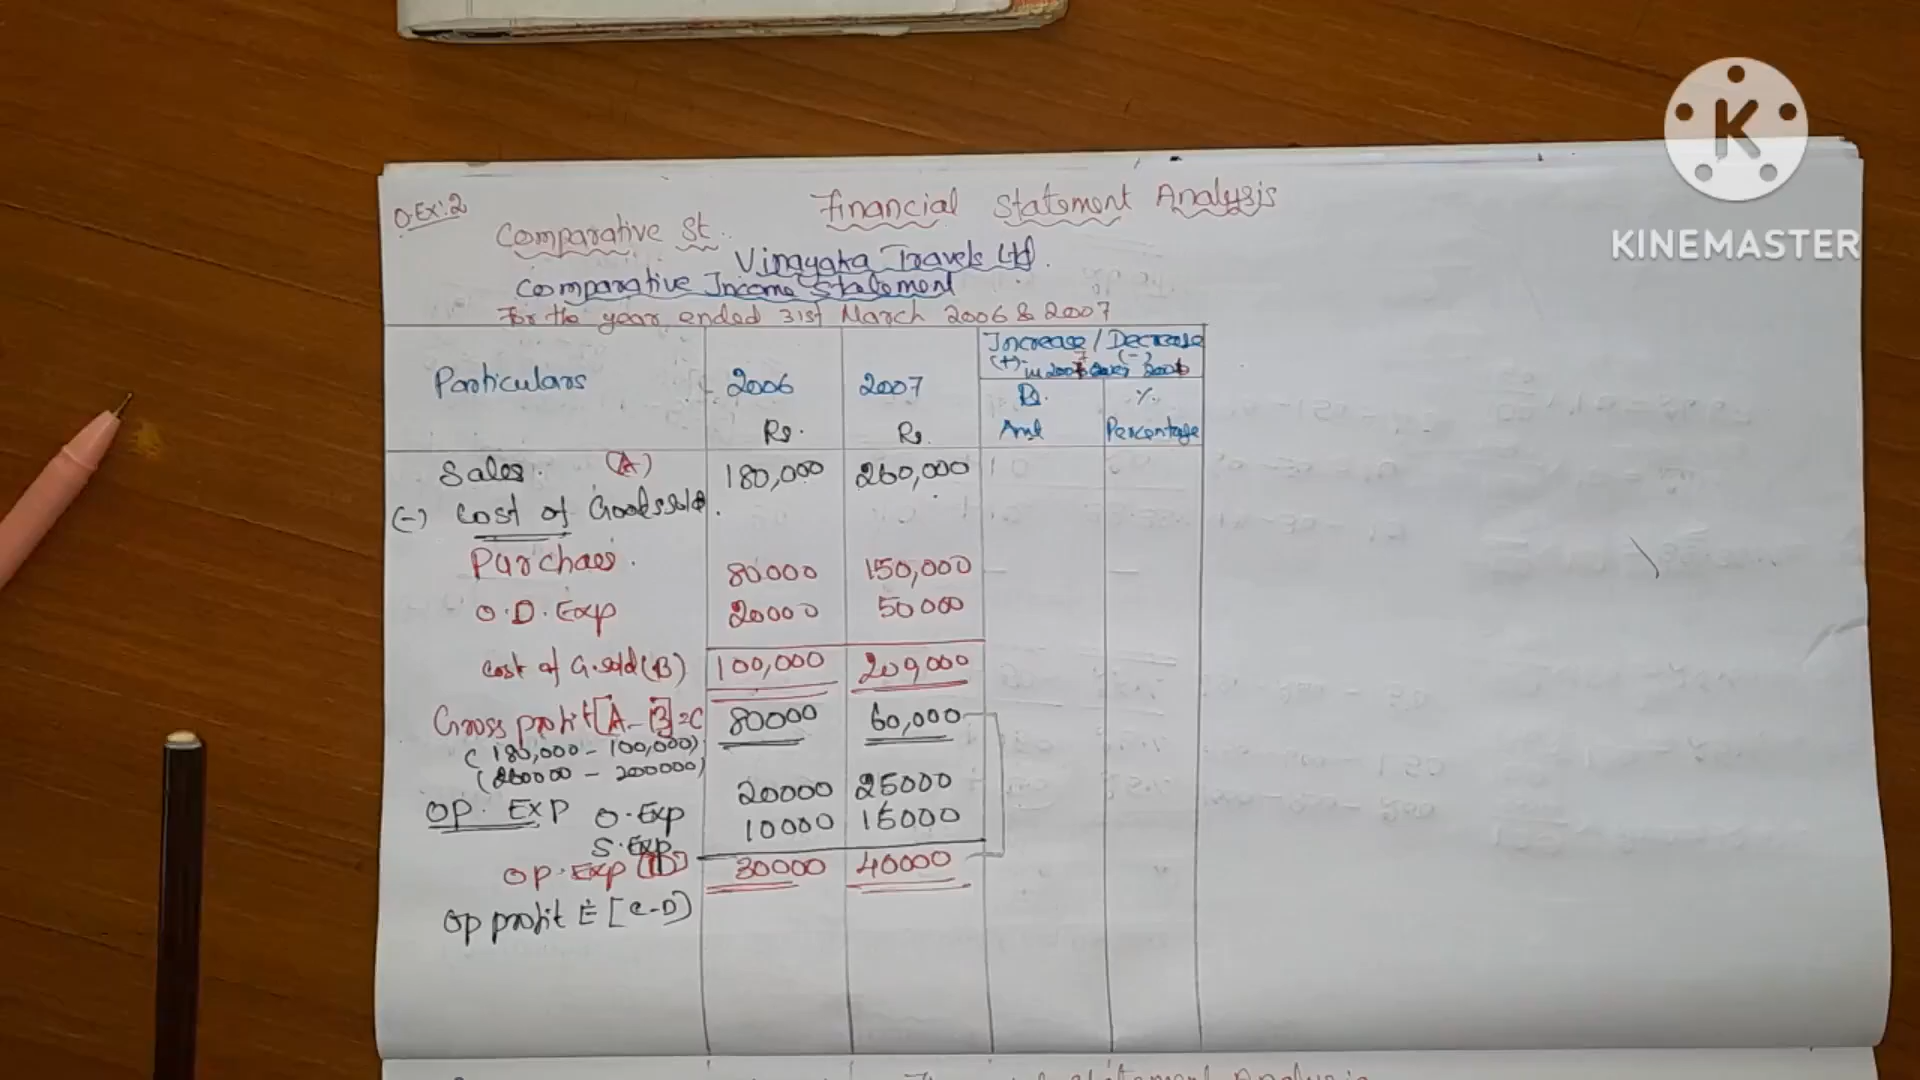 O.Ex:2
Financial Statement Analysis
Comparative St..
Vinayaka Travels Ltd.
Comparative Income Statement
For the year ended 31st March 2006 & 2007
Particulars 2006 2007 Increase / Decrease
(+) (-)
Rs. Rs. Rs. %
Amt Percentage
Sales. (A) 180,000 260,000
(-) Cost of Goods sold.
Purchaes. 80000 150,000
O.D.Exp 20000 50000
Cost of G.sold (B) 100,000 200,000
Gross profit [A-B]=C 80000 60,000
(180,000 - 100,000)
(260000 - 200000)
OP. EXP O.Exp 20000 25000
S.Exp 10000 15000
OP.Exp (D) 30000 40000
Op profit E [C-D]
K
KINEMASTER